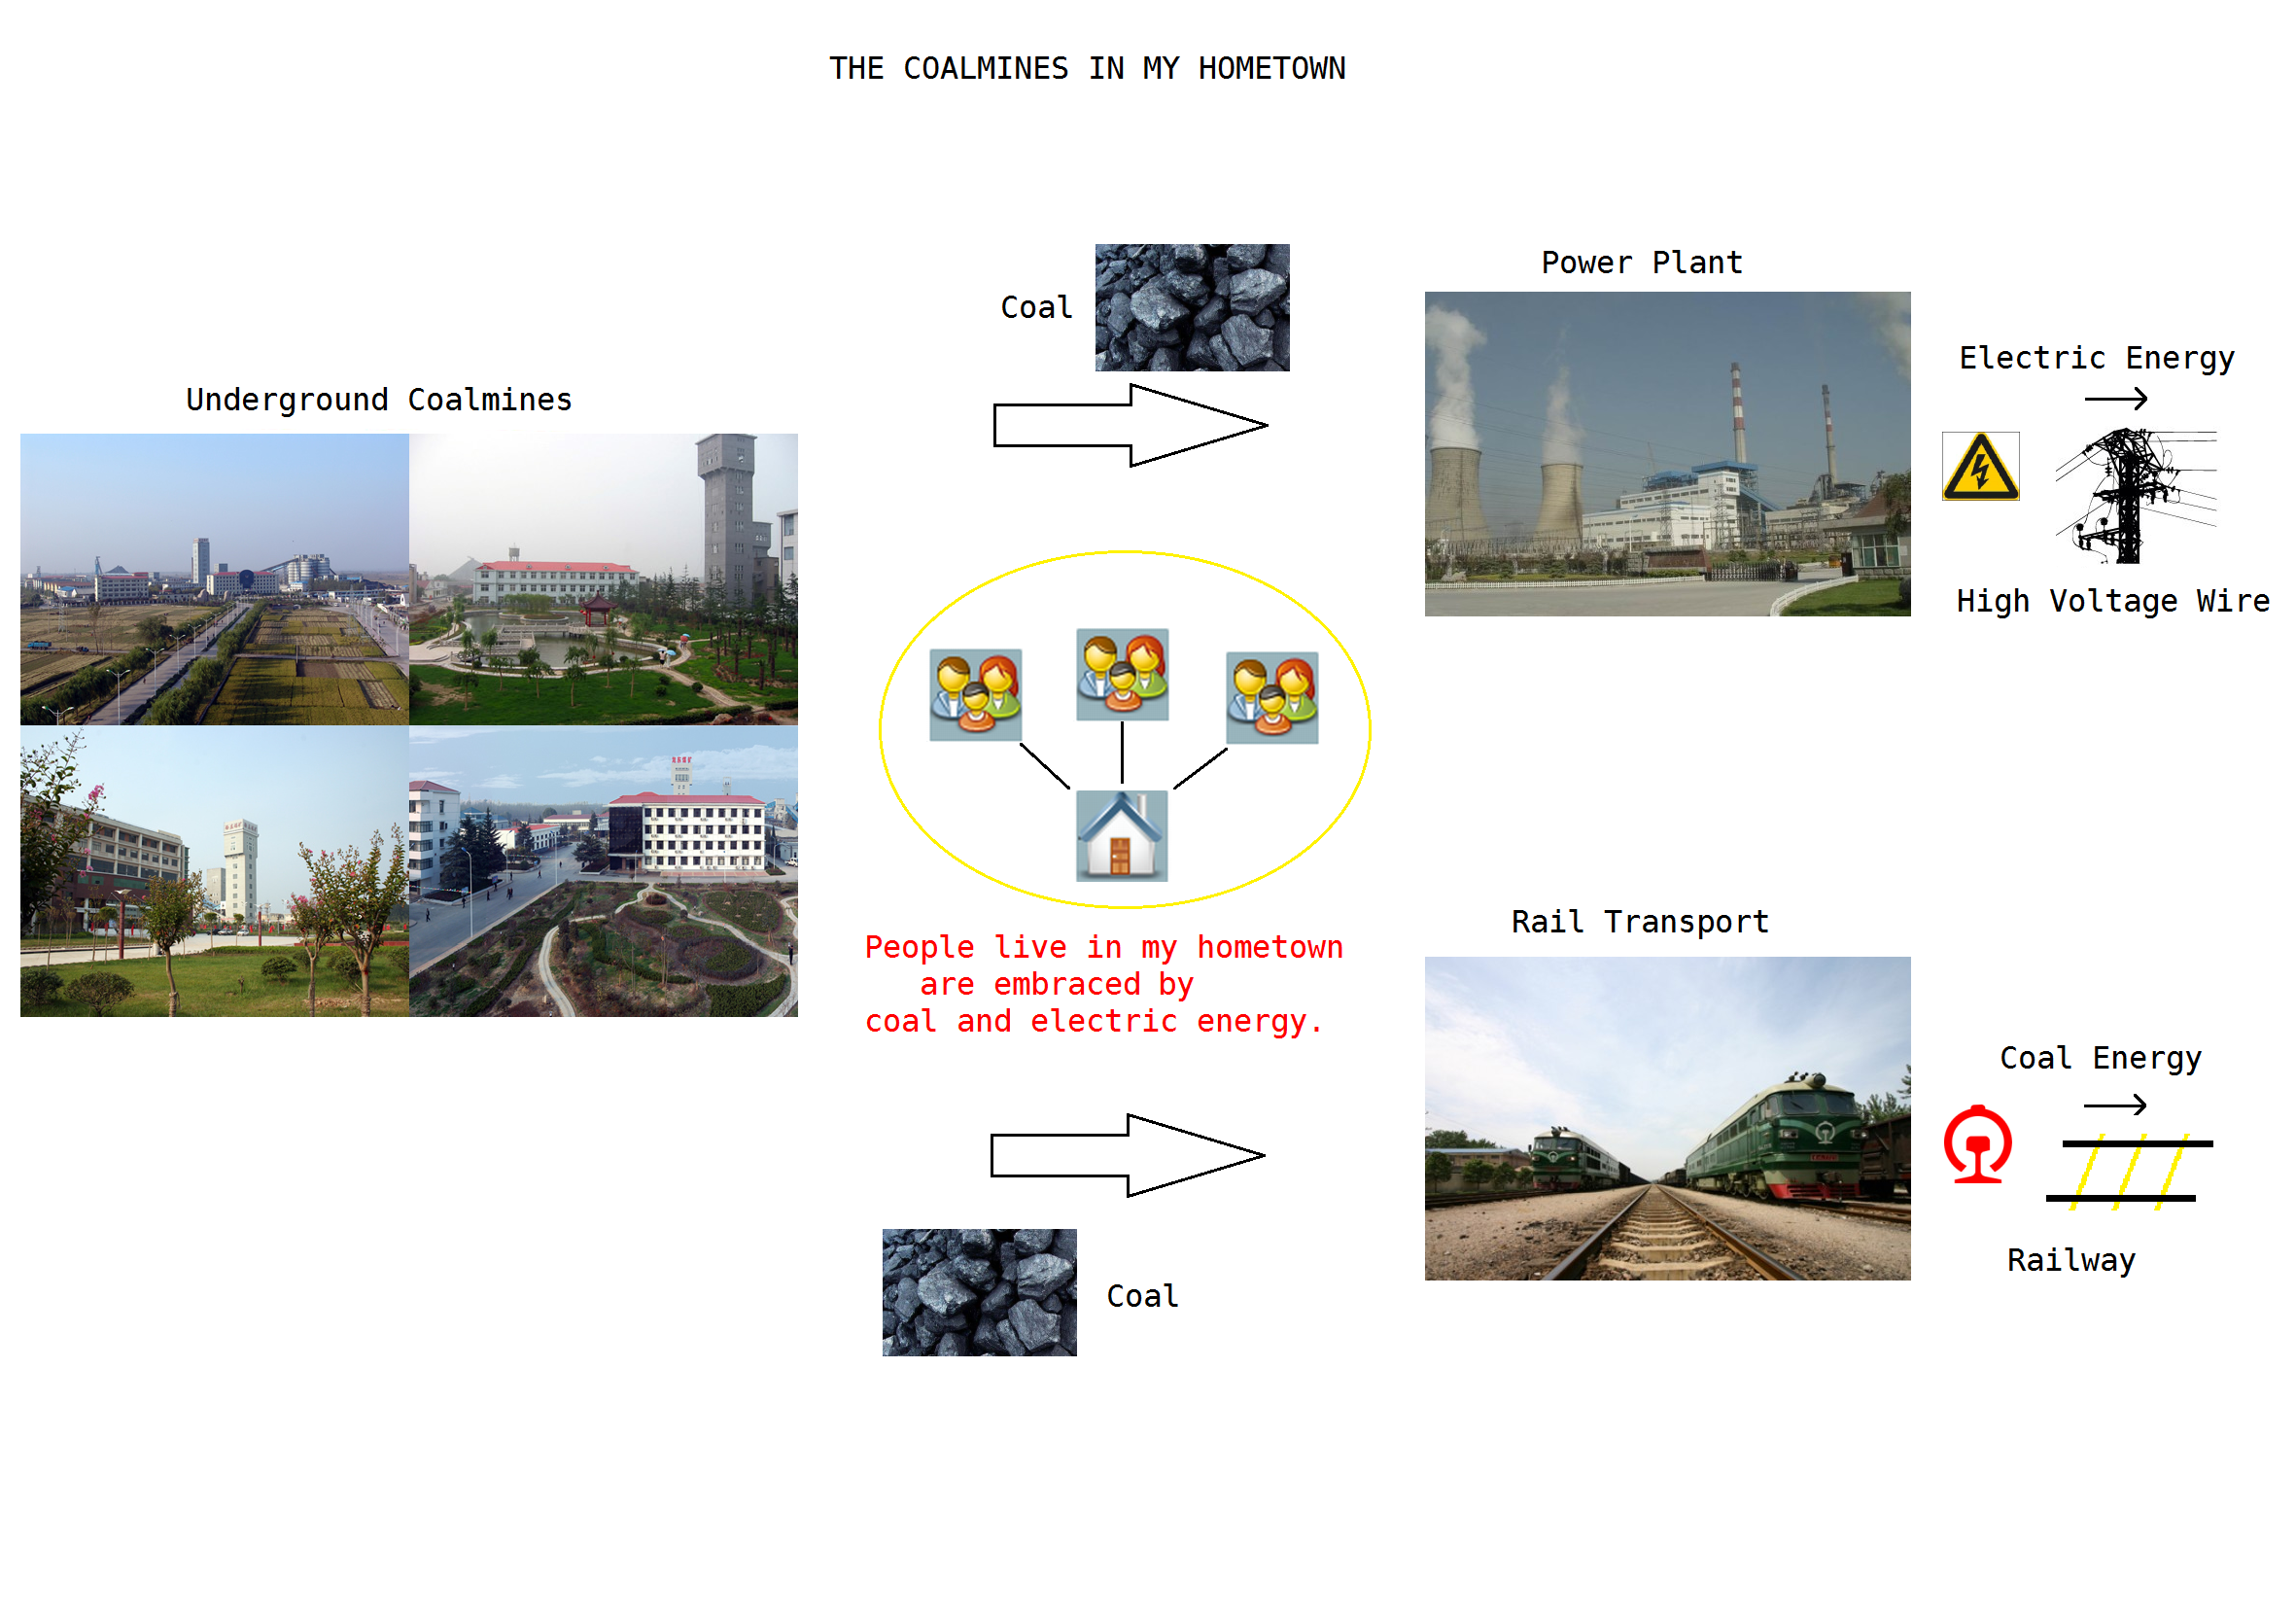 THE COALMINES IN MY HOMETOWN
Coal
Power Plant
Electric Energy
Underground Coalmines
High Voltage Wire
People live in my hometown
are embraced by
coal and electric energy.
Rail Transport
Coal Energy
Railway
Coal